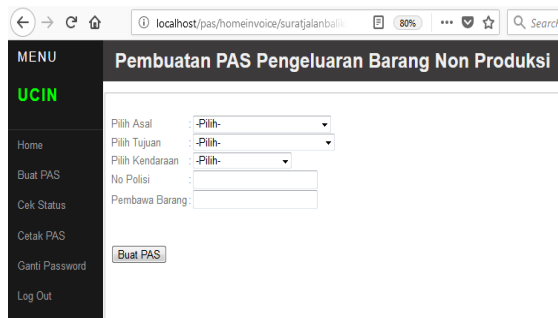 localhost/pas/homeinvoice/suratjalanbalik
80%
Search
MENU
UCIN
Home
Buat PAS
Cek Status
Cetak PAS
Ganti Password
Log Out
Pembuatan PAS Pengeluaran Barang Non Produksi
Pilih Asal : -Pilih-
Pilih Tujuan : -Pilih-
Pilih Kendaraan : -Pilih-
No Polisi :
Pembawa Barang :
Buat PAS